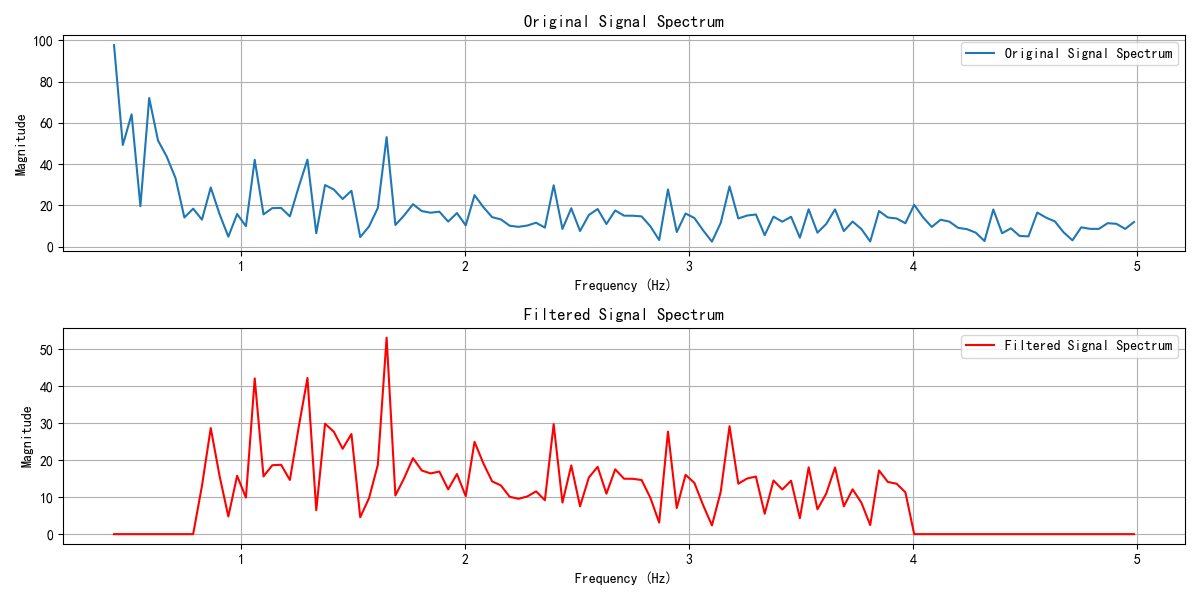 Original Signal Spectrum
100
80
60
40
20
0
Magnitude
Original Signal Spectrum
1
2
3
4
5
Frequency (Hz)
Filtered Signal Spectrum
50
40
30
20
10
0
Magnitude
Filtered Signal Spectrum
1
2
3
4
5
Frequency (Hz)